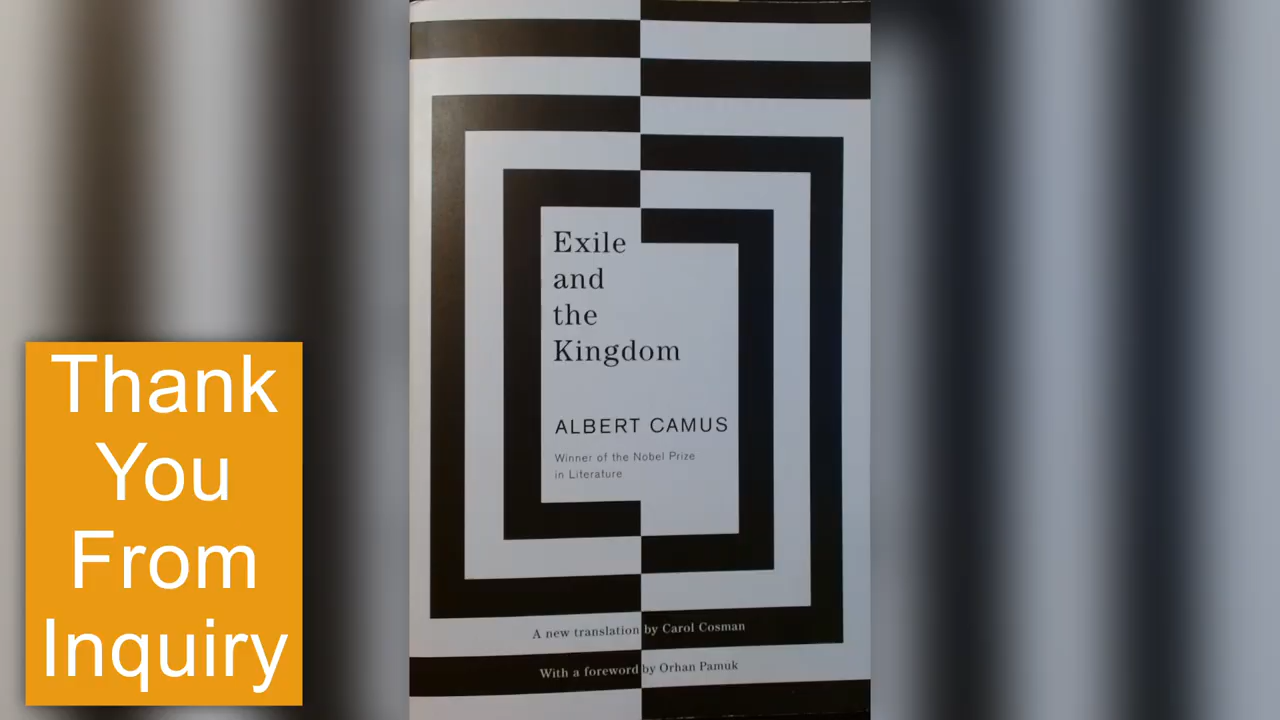 Exile
and
the
Kingdom
ALBERT CAMUS
Winner of the Nobel Prize
in Literature
A new translation by Carol Cosman
With a foreword by Orhan Pamuk
Thank
You
From
Inquiry